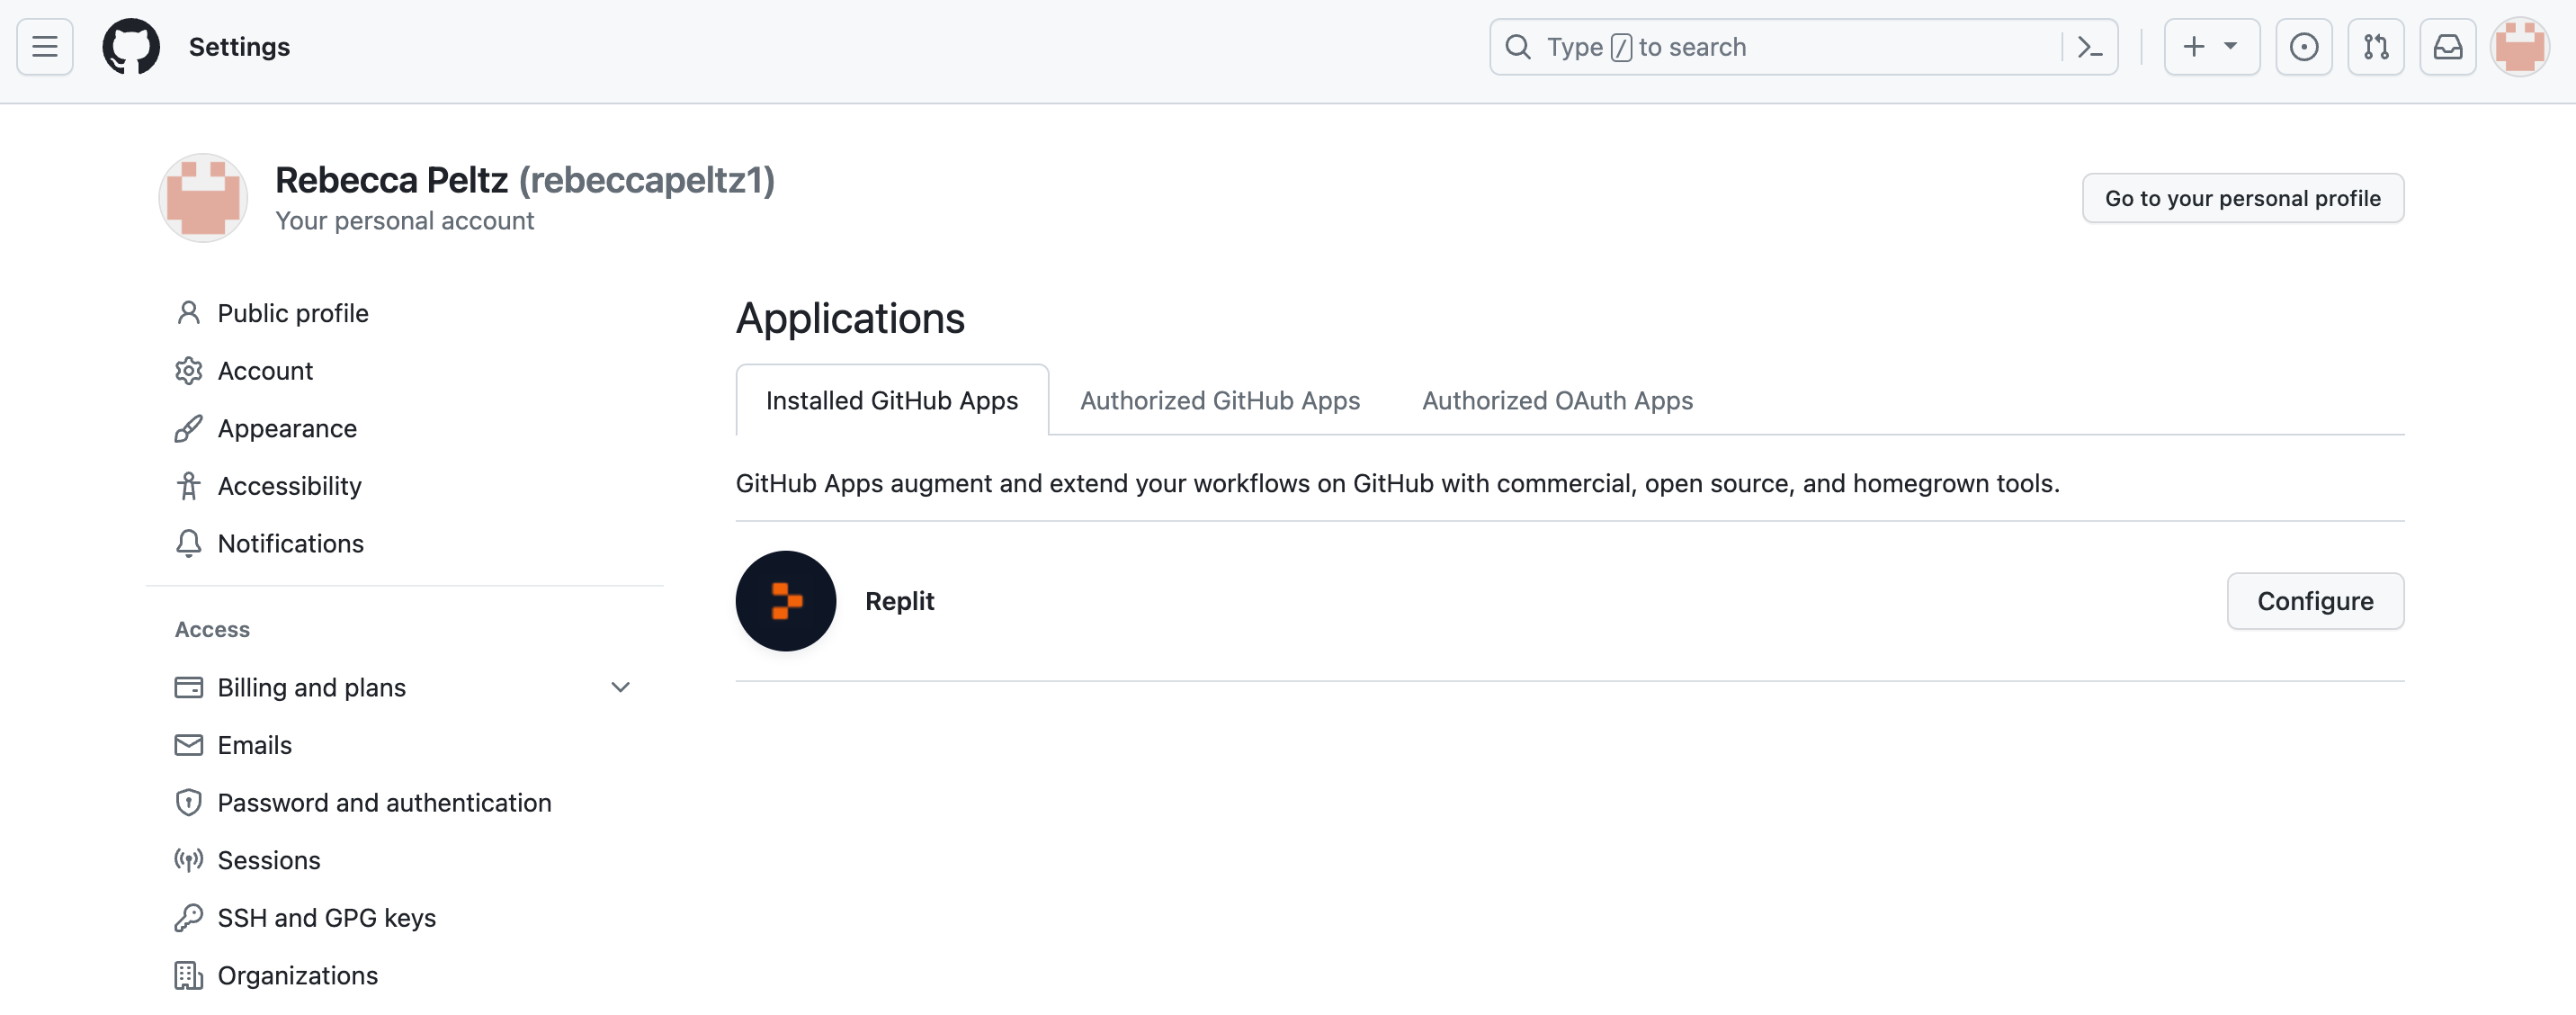 Settings
Type / to search
Rebecca Peltz (rebeccapeltz1)
Your personal account
Go to your personal profile
Public profile
Account
Appearance
Accessibility
Notifications
Access
Billing and plans
Emails
Password and authentication
Sessions
SSH and GPG keys
Organizations
Applications
Installed GitHub Apps
Authorized GitHub Apps
Authorized OAuth Apps
GitHub Apps augment and extend your workflows on GitHub with commercial, open source, and homegrown tools.
Replit
Configure